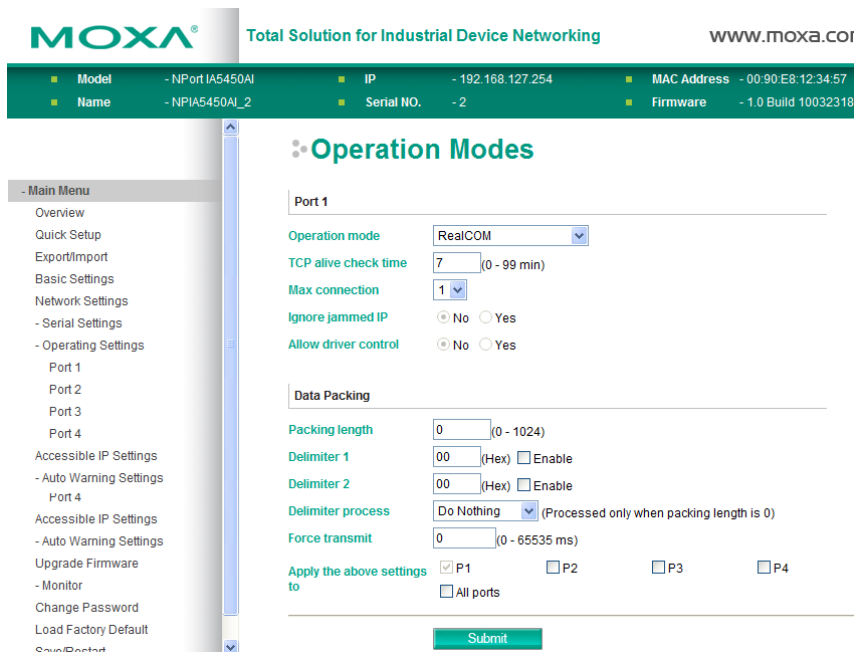 MOXA®
Total Solution for Industrial Device Networking
www.moxa.com
Model - NPort IA5450AI
IP - 192.168.127.254
MAC Address - 00:90:E8:12:34:57
Name - NPIA5450AI_2
Serial NO. - 2
Firmware - 1.0 Build 10032318
- Main Menu
Overview
Quick Setup
Export/Import
Basic Settings
Network Settings
- Serial Settings
- Operating Settings
Port 1
Port 2
Port 3
Port 4
Accessible IP Settings
- Auto Warning Settings
Port 4
Accessible IP Settings
- Auto Warning Settings
Upgrade Firmware
- Monitor
Change Password
Load Factory Default
Save/Restart
Operation Modes
Port 1
Operation mode RealCOM
TCP alive check time 7 (0 - 99 min)
Max connection 1
Ignore jammed IP No Yes
Allow driver control No Yes
Data Packing
Packing length 0 (0 - 1024)
Delimiter 1 00 (Hex) Enable
Delimiter 2 00 (Hex) Enable
Delimiter process Do Nothing (Processed only when packing length is 0)
Force transmit 0 (0 - 65535 ms)
Apply the above settings to P1 P2 P3 P4
All ports
Submit